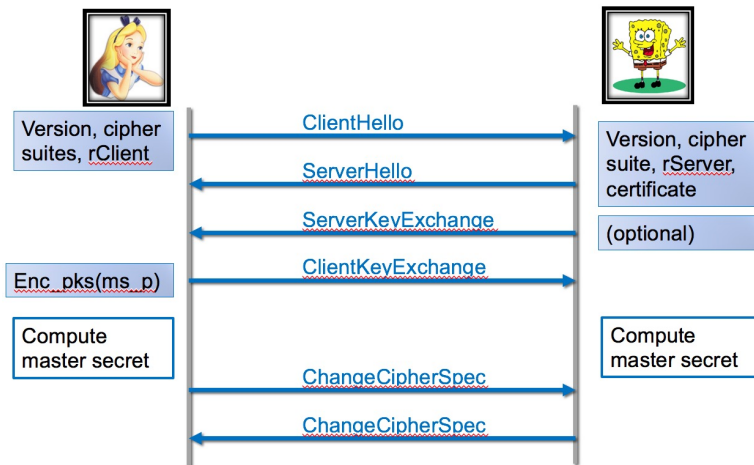 ClientHello
Version, cipher
suites, rClient
Version, cipher
suite, rServer,
certificate
ServerHello
ServerKeyExchange
(optional)
ClientKeyExchange
Enc_pks(ms_p)
Compute
master secret
Compute
master secret
ChangeCipherSpec
ChangeCipherSpec